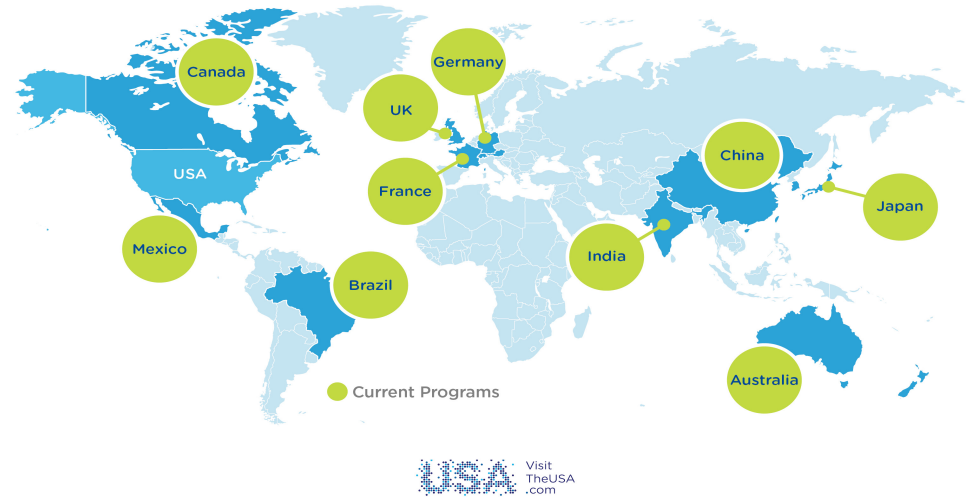 Germany
Canada
UK
China
USA
France
Japan
Mexico
India
Brazil
Australia
Current Programs
USA
Visit
TheUSA
.com